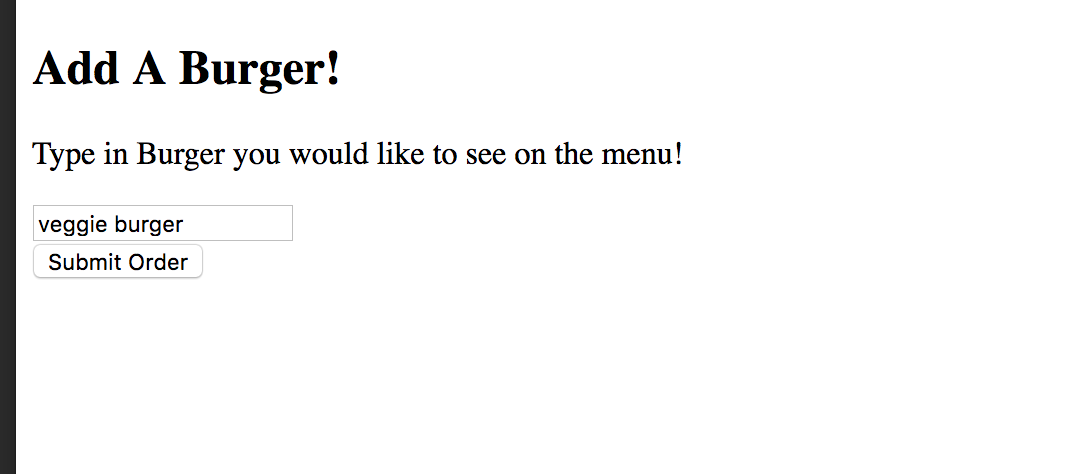 Add A Burger!
Type in Burger you would like to see on the menu!
veggie burger
Submit Order